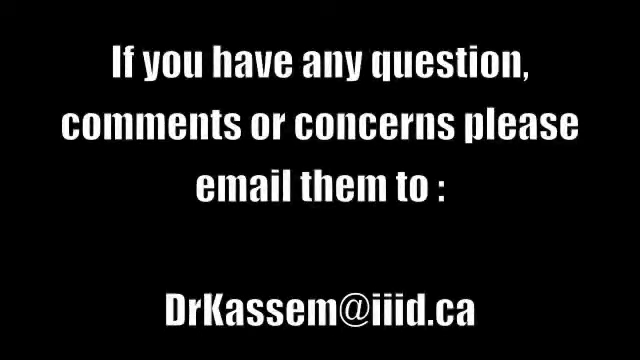 If you have any question,
comments or concerns please
email them to :
DrKassem@iiid.ca